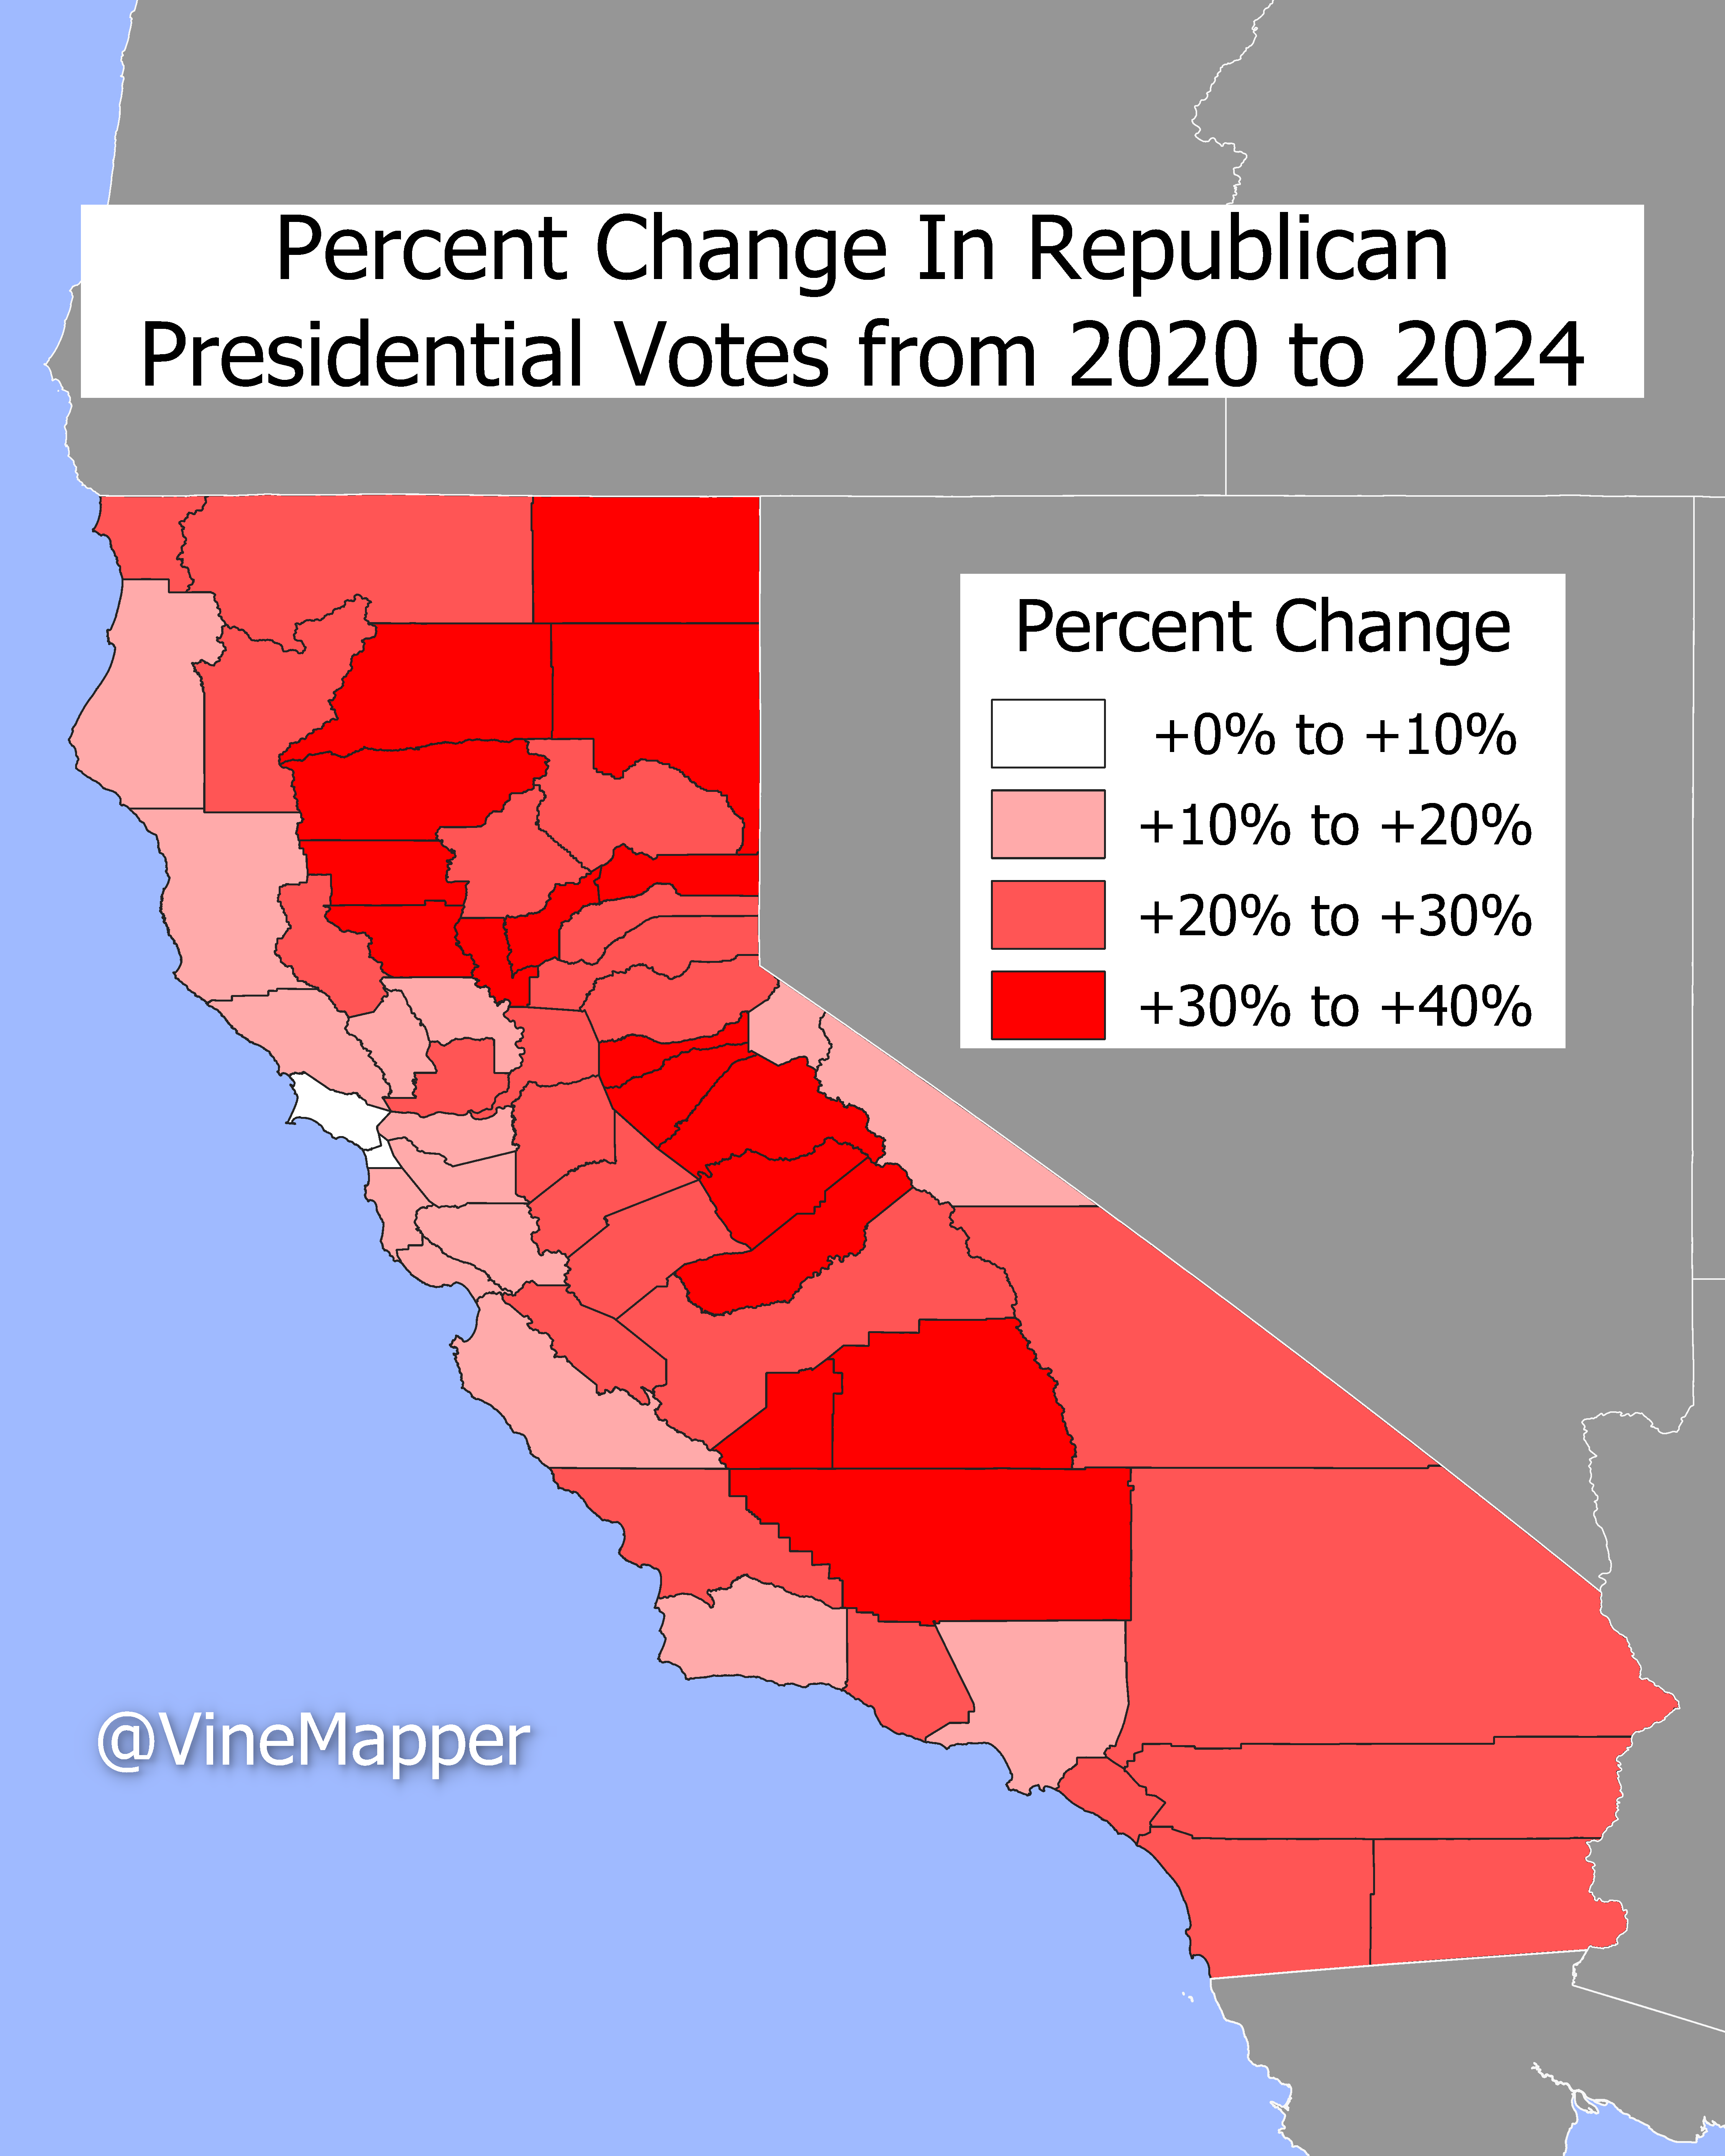 Percent Change In Republican
Presidential Votes from 2020 to 2024
Percent Change
+0% to +10%
+10% to +20%
+20% to +30%
+30% to +40%
@VineMapper